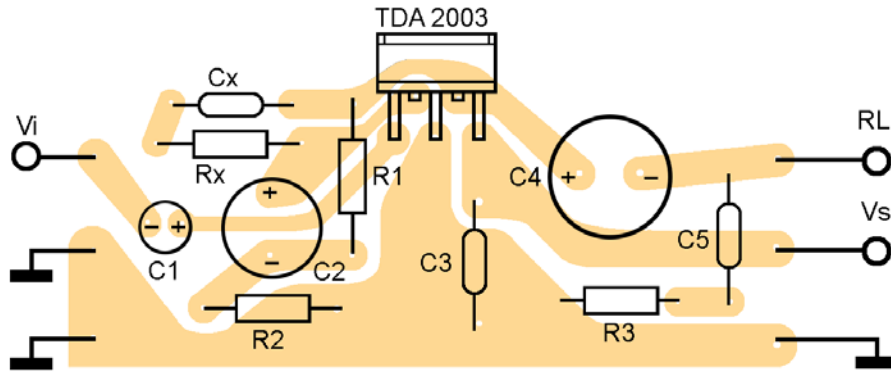 TDA 2003
Cx
Vi
RL
Rx
R1
C4
+
-
+
Vs
- +
C1
-
C2
C3
C5
R2
R3